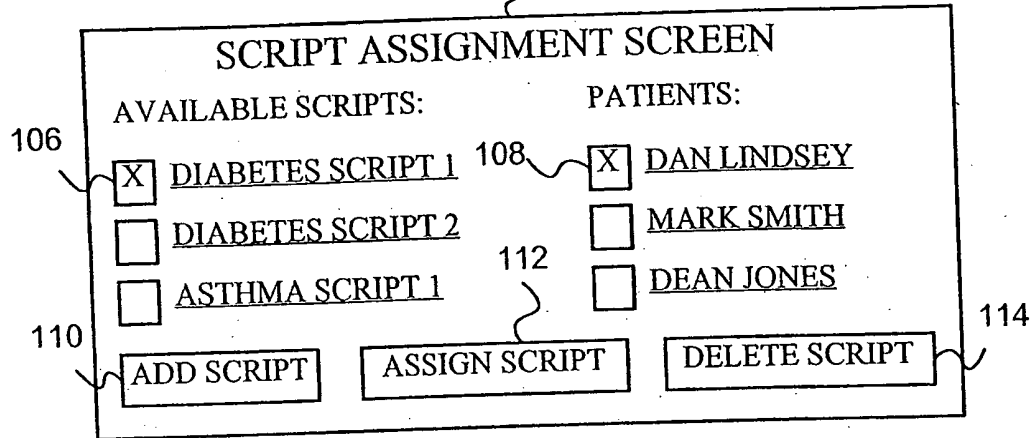 SCRIPT ASSIGNMENT SCREEN
AVAILABLE SCRIPTS: PATIENTS:
106 X DIABETES SCRIPT 1 108 X DAN LINDSEY
DIABETES SCRIPT 2 MARK SMITH
112
ASTHMA SCRIPT 1 DEAN JONES
110 114
ADD SCRIPT ASSIGN SCRIPT DELETE SCRIPT